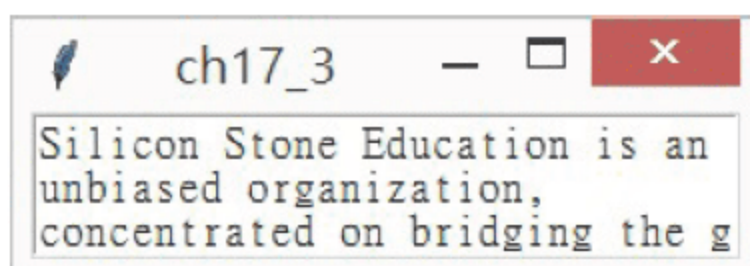 ch17_3
Silicon Stone Education is an
unbiased organization,
concentrated on bridging the g